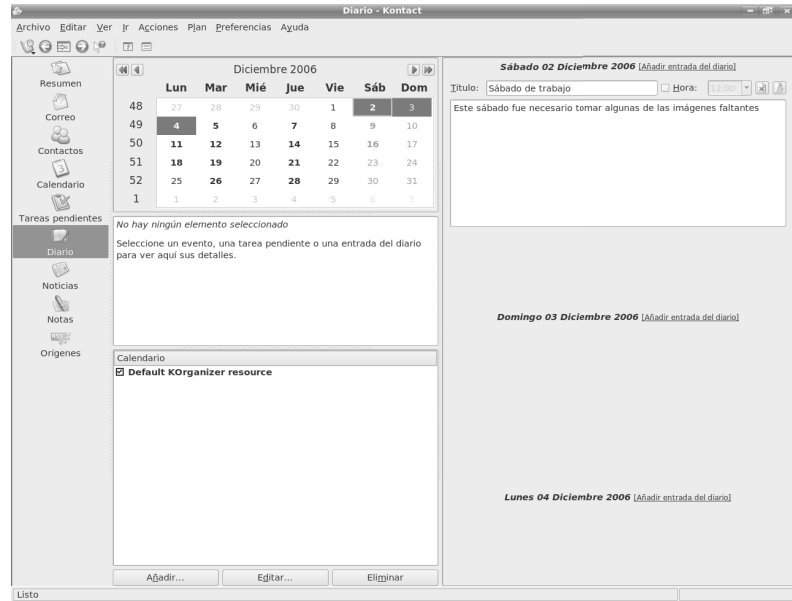 Diario - Kontact
Archivo Editar Ver Ir Acciones Plan Preferencias Ayuda
Resumen
Correo
Contactos
Calendario
Tareas pendientes
Diario
Noticias
Notas
Orígenes
Diciembre 2006
Lun Mar Mié Jue Vie Sáb Dom
48 27 28 29 30 1 2 3
49 4 5 6 7 8 9 10
50 11 12 13 14 15 16 17
51 18 19 20 21 22 23 24
52 25 26 27 28 29 30 31
1 1 2 3 4 5 6 7
No hay ningún elemento seleccionado
Seleccione un evento, una tarea pendiente o una entrada del diario
para ver aquí sus detalles.
Calendario
Default KOrganizer resource
Añadir... Editar... Eliminar
Sábado 02 Diciembre 2006 [Añadir entrada del diario]
Título: Sábado de trabajo Hora: 12:00
Este sábado fue necesario tomar algunas de las imágenes faltantes
Domingo 03 Diciembre 2006 [Añadir entrada del diario]
Lunes 04 Diciembre 2006 [Añadir entrada del diario]
Listo